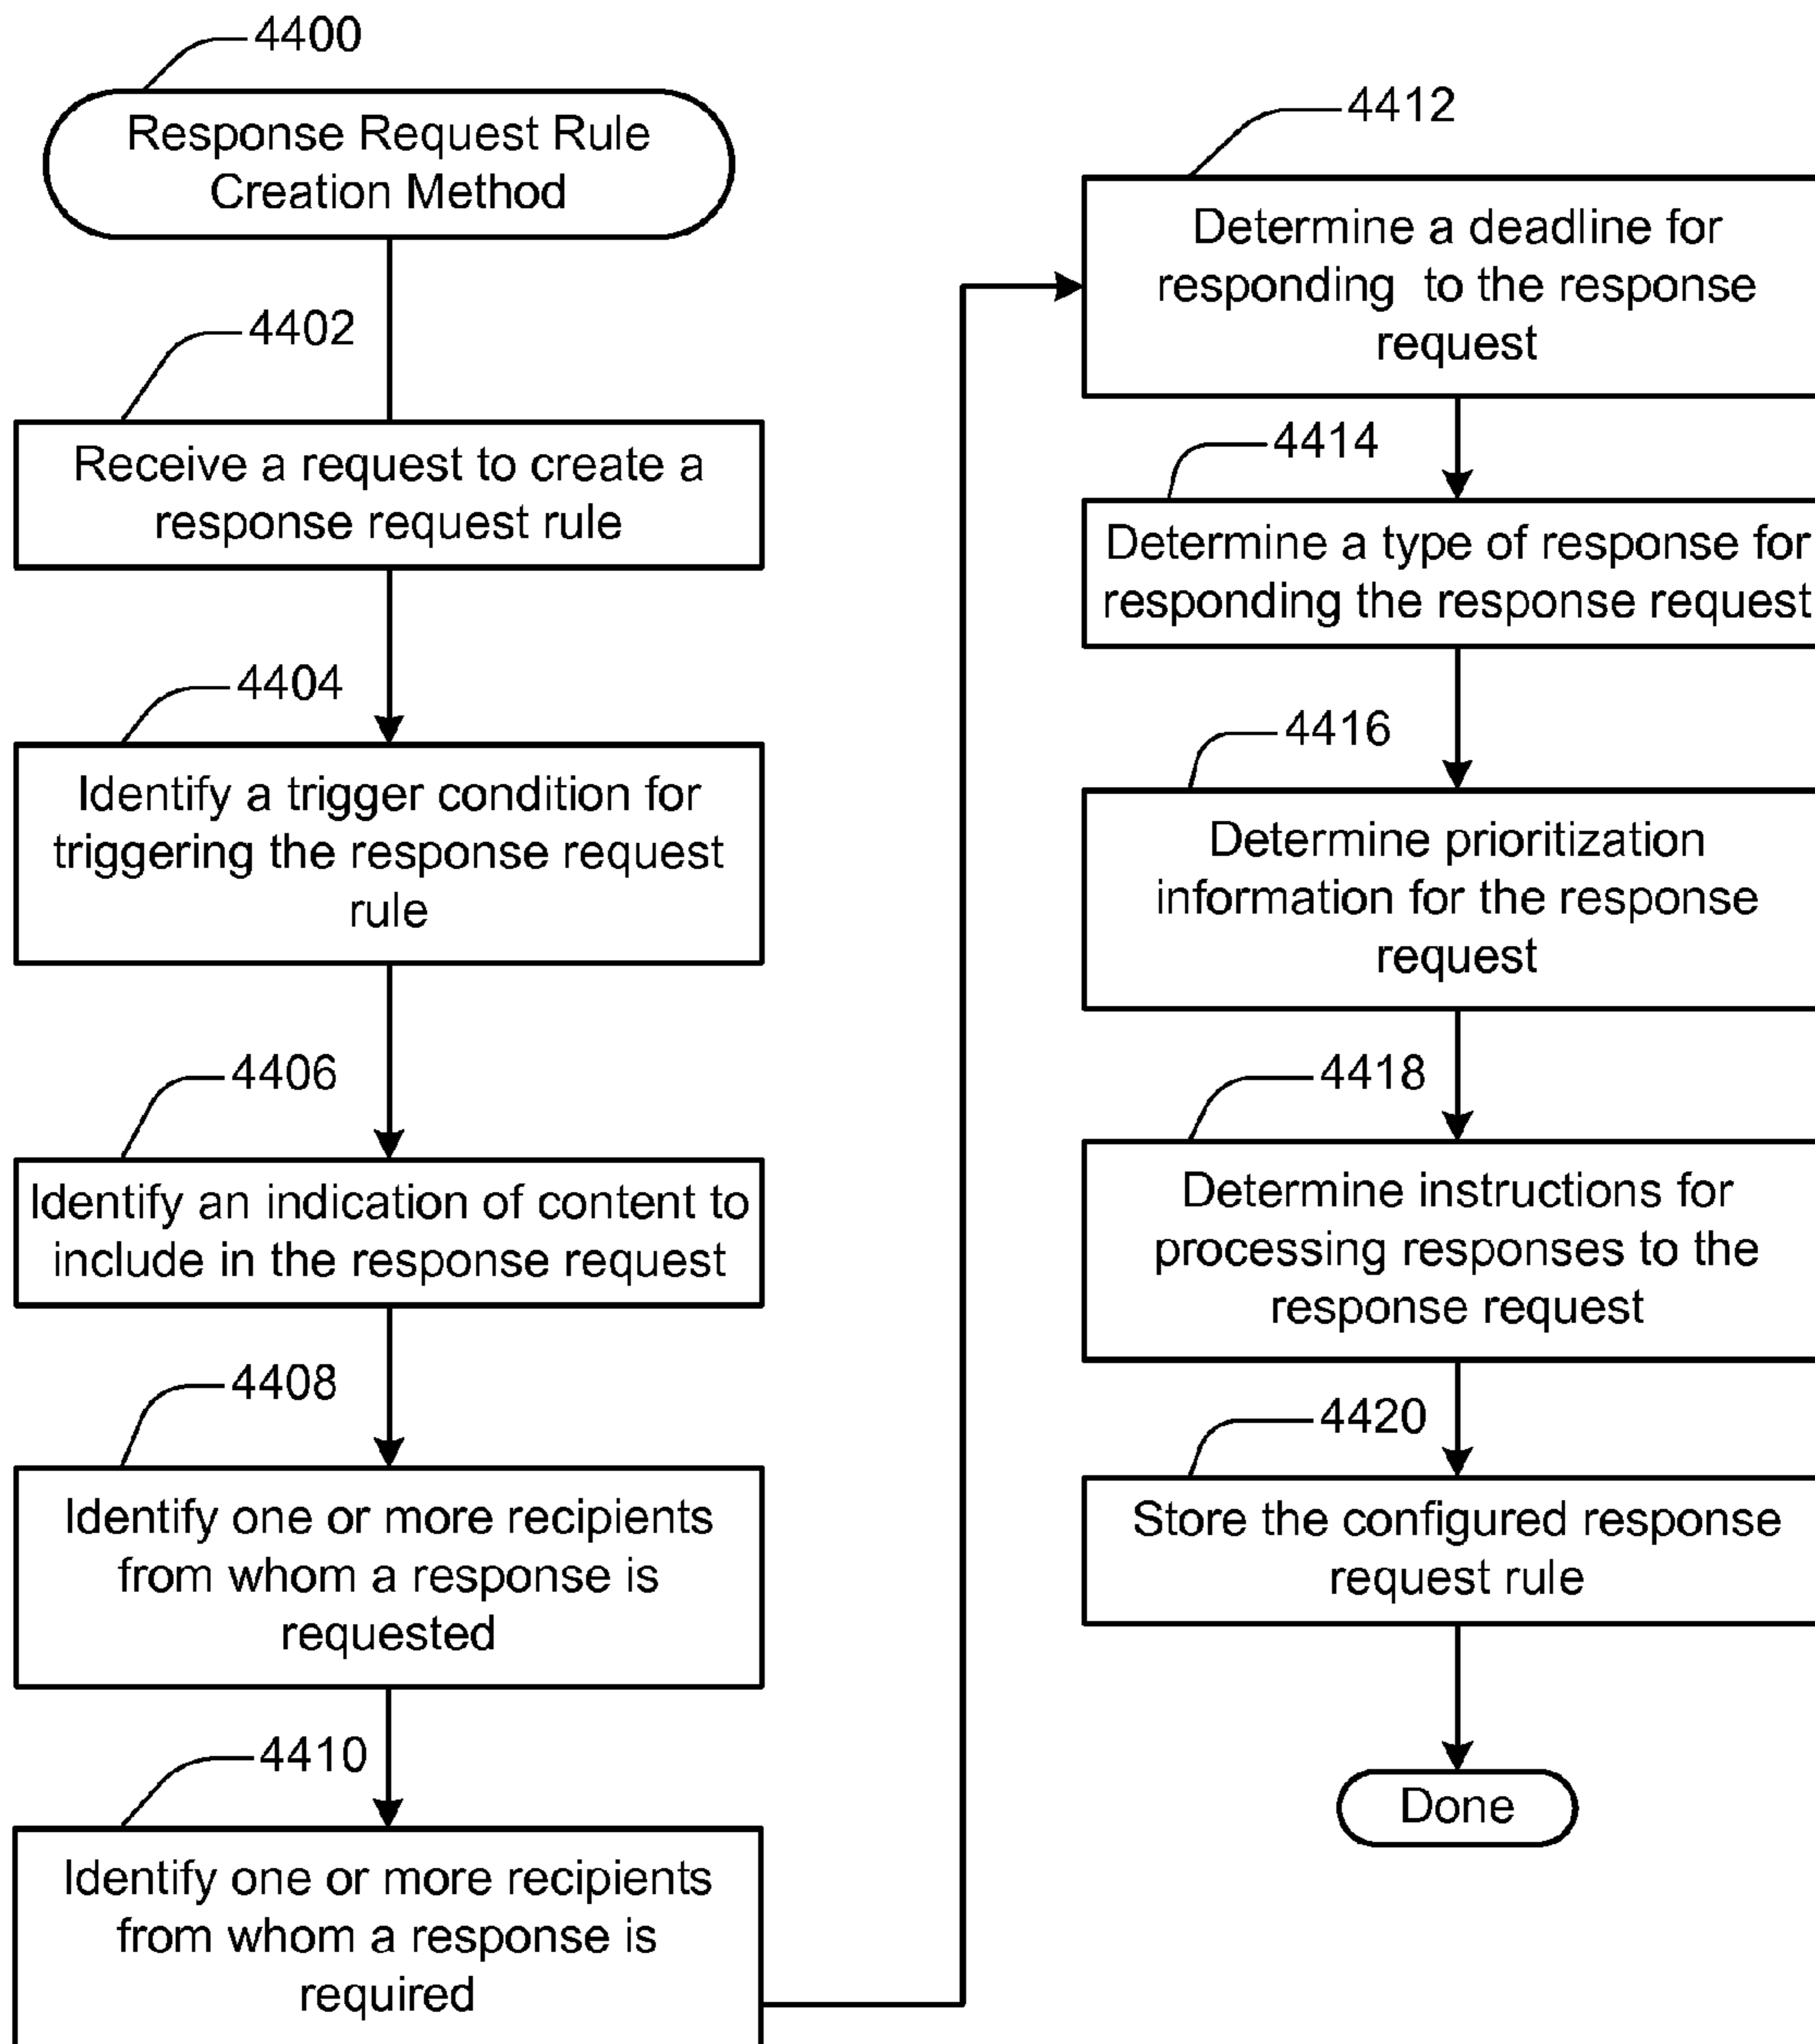 4400
Response Request Rule
Creation Method
4402
Receive a request to create a
response request rule
4404
Identify a trigger condition for
triggering the response request
rule
4406
Identify an indication of content to
include in the response request
4408
Identify one or more recipients
from whom a response is
requested
4410
Identify one or more recipients
from whom a response is
required
4412
Determine a deadline for
responding to the response
request
4414
Determine a type of response for
responding the response request
4416
Determine prioritization
information for the response
request
4418
Determine instructions for
processing responses to the
response request
4420
Store the configured response
request rule
Done